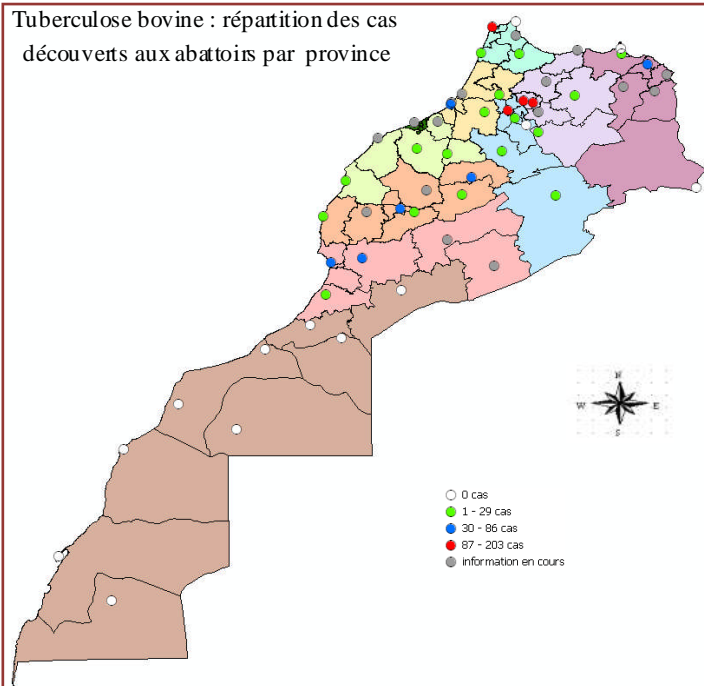 Tuberculose bovine : répartition des cas
découverts aux abattoirs par province
N
W E
S
0 cas
1 - 29 cas
30 - 86 cas
87 - 203 cas
information en cours